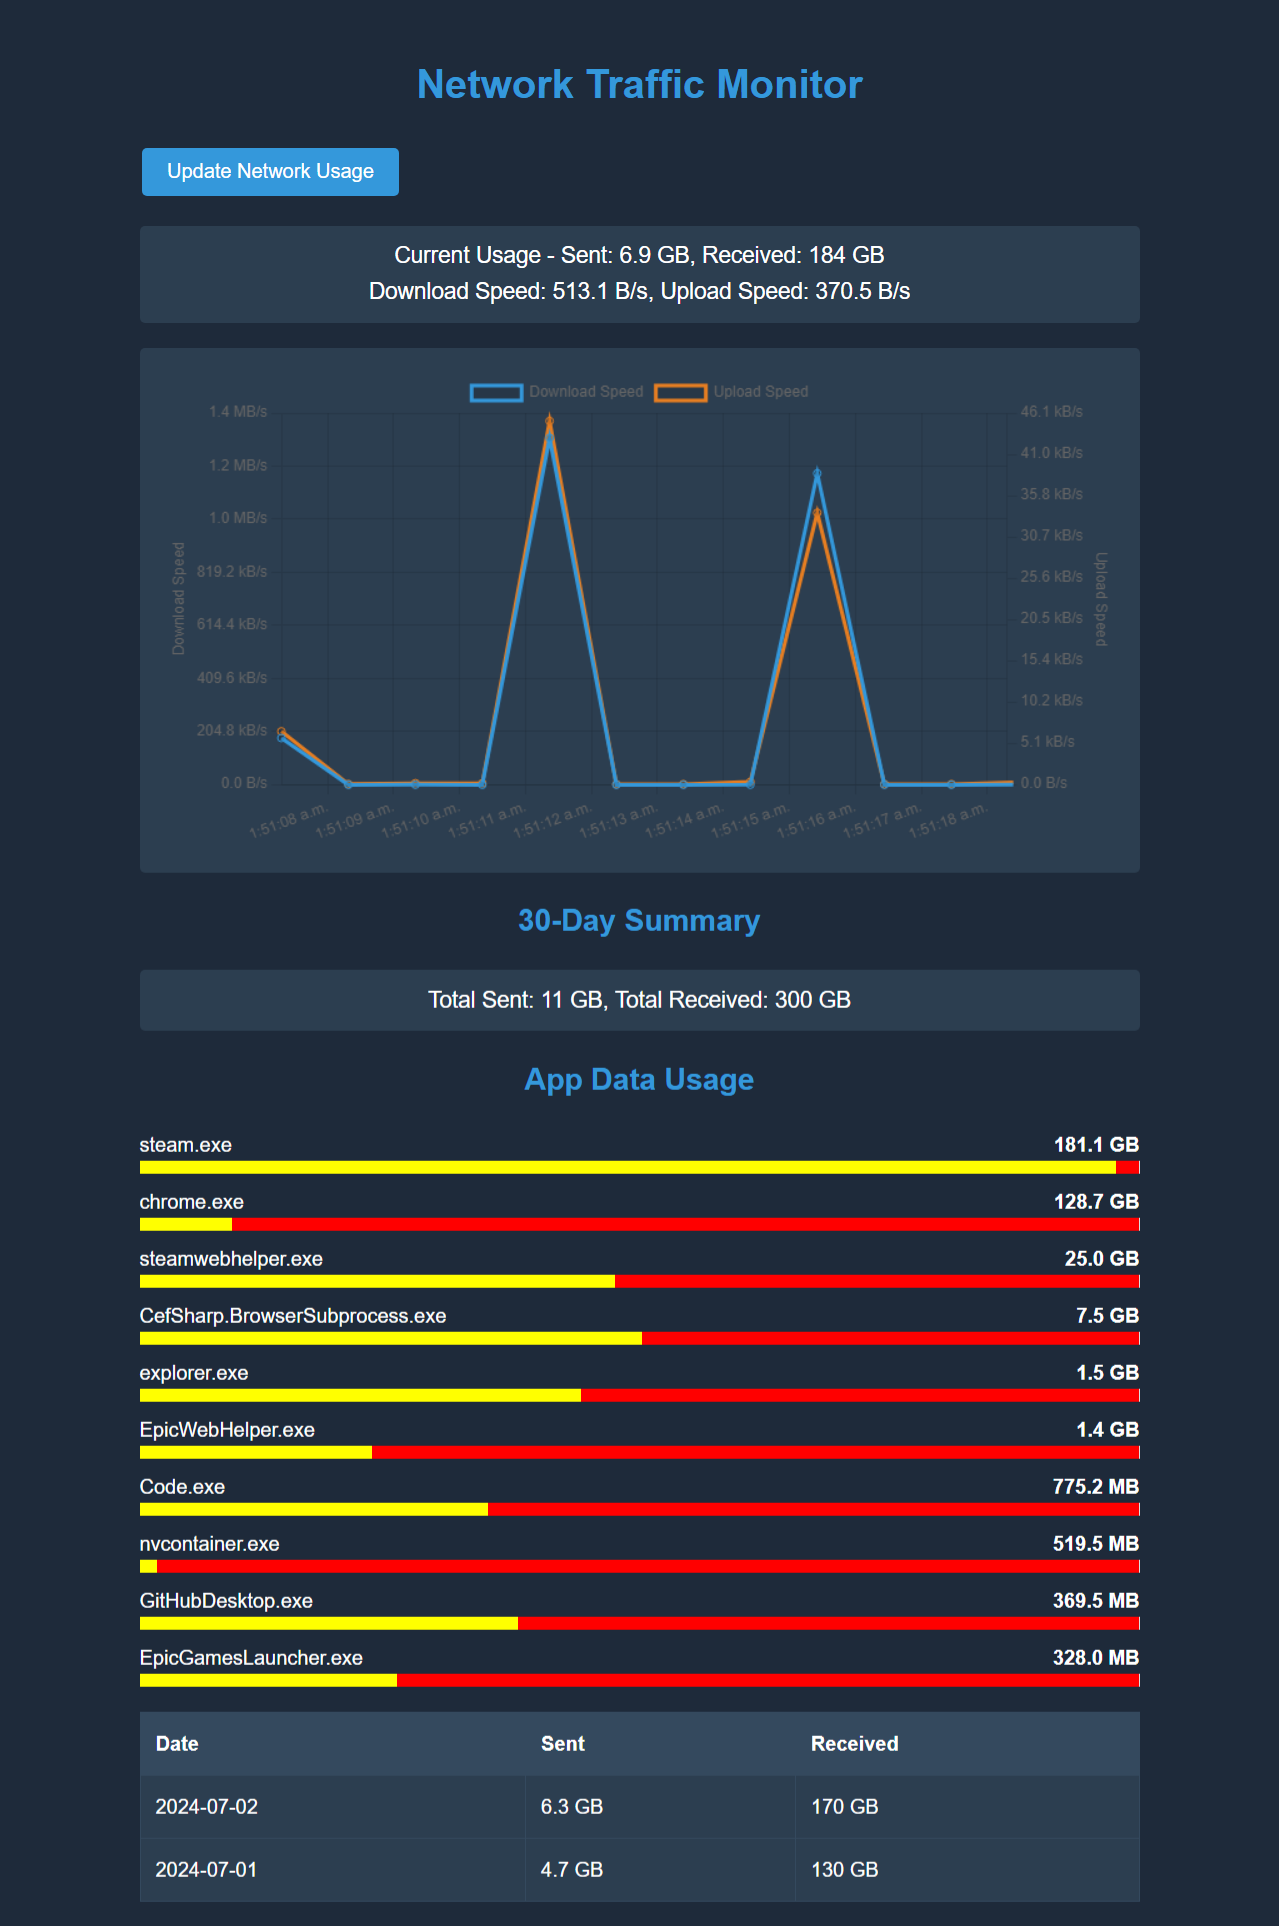 Network Traffic Monitor
Update Network Usage
Current Usage - Sent: 6.9 GB, Received: 184 GB
Download Speed: 513.1 B/s, Upload Speed: 370.5 B/s
Download Speed Upload Speed
1.4 MB/s
1.2 MB/s
1.0 MB/s
819.2 kB/s
614.4 kB/s
409.6 kB/s
204.8 kB/s
0.0 B/s
Download Speed
46.1 kB/s
41.0 kB/s
35.8 kB/s
30.7 kB/s
25.6 kB/s
20.5 kB/s
15.4 kB/s
10.2 kB/s
5.1 kB/s
0.0 B/s
Upload Speed
1:51:08 a.m. 1:51:09 a.m. 1:51:10 a.m. 1:51:11 a.m. 1:51:12 a.m. 1:51:13 a.m. 1:51:14 a.m. 1:51:15 a.m. 1:51:16 a.m. 1:51:17 a.m. 1:51:18 a.m.
30-Day Summary
Total Sent: 11 GB, Total Received: 300 GB
App Data Usage
steam.exe 181.1 GB
chrome.exe 128.7 GB
steamwebhelper.exe 25.0 GB
CefSharp.BrowserSubprocess.exe 7.5 GB
explorer.exe 1.5 GB
EpicWebHelper.exe 1.4 GB
Code.exe 775.2 MB
nvcontainer.exe 519.5 MB
GitHubDesktop.exe 369.5 MB
EpicGamesLauncher.exe 328.0 MB
Date Sent Received
2024-07-02 6.3 GB 170 GB
2024-07-01 4.7 GB 130 GB